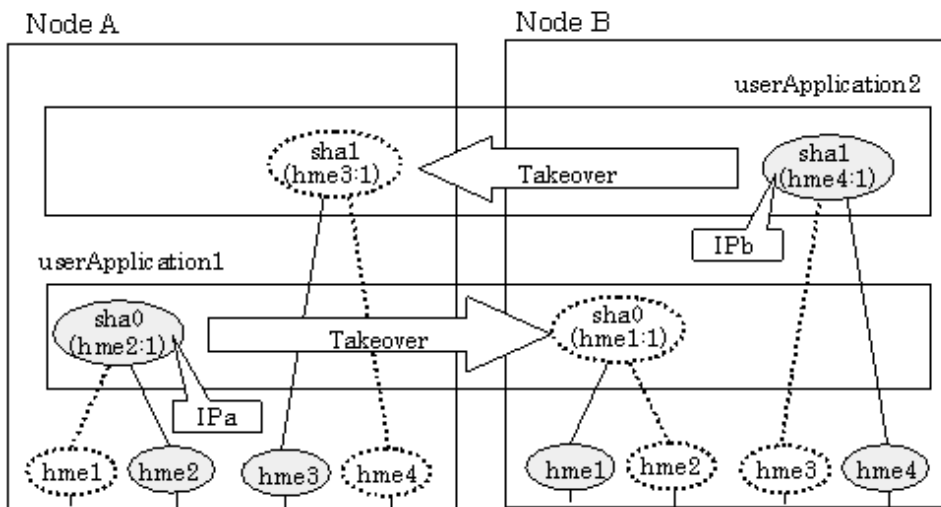 Node A
Node B
userApplication2
sha1
(hme3:1)
Takeover
sha1
(hme4:1)
IPb
userApplication1
sha0
(hme2:1)
Takeover
sha0
(hme1:1)
IPa
hme1
hme2
hme3
hme4
hme1
hme2
hme3
hme4